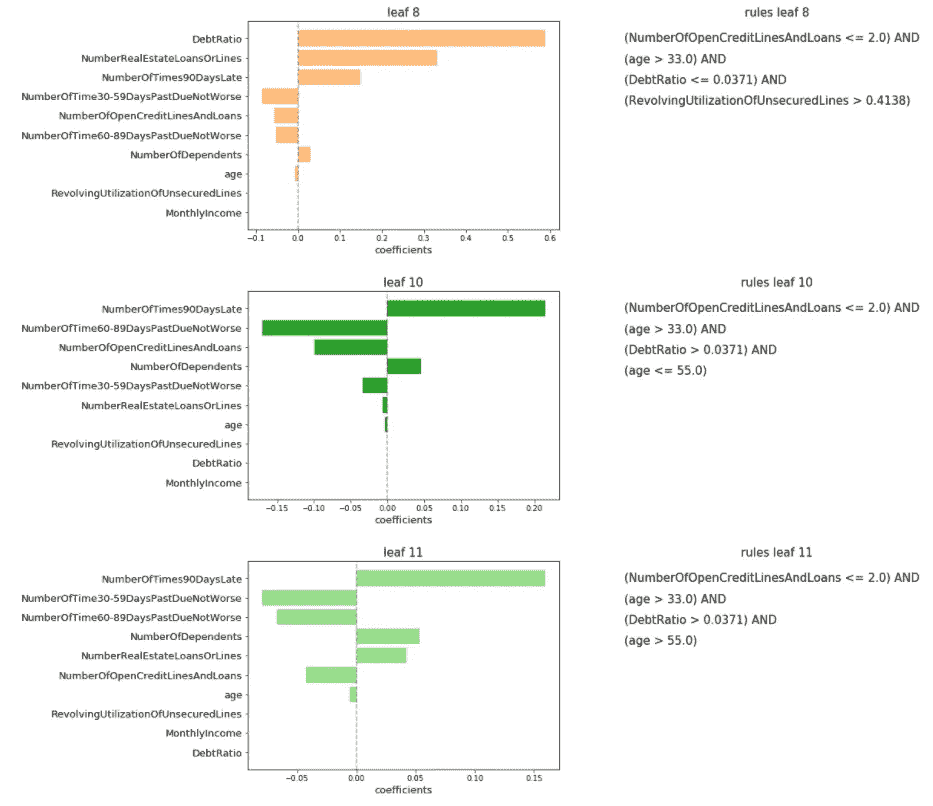 leaf 8
DebtRatio
NumberRealEstateLoansOrLines
NumberOfTimes90DaysLate
NumberOfTime30-59DaysPastDueNotWorse
NumberOfOpenCreditLinesAndLoans
NumberOfTime60-89DaysPastDueNotWorse
NumberOfDependents
age
RevolvingUtilizationOfUnsecuredLines
MonthlyIncome
−0.1 0.0 0.1 0.2 0.3 0.4 0.5 0.6
coefficients
rules leaf 8
(NumberOfOpenCreditLinesAndLoans <= 2.0) AND
(age > 33.0) AND
(DebtRatio <= 0.0371) AND
(RevolvingUtilizationOfUnsecuredLines > 0.4138)
leaf 10
NumberOfTimes90DaysLate
NumberOfTime60-89DaysPastDueNotWorse
NumberOfOpenCreditLinesAndLoans
NumberOfDependents
NumberOfTime30-59DaysPastDueNotWorse
NumberRealEstateLoansOrLines
age
RevolvingUtilizationOfUnsecuredLines
DebtRatio
MonthlyIncome
−0.15 −0.10 −0.05 0.00 0.05 0.10 0.15 0.20
coefficients
rules leaf 10
(NumberOfOpenCreditLinesAndLoans <= 2.0) AND
(age > 33.0) AND
(DebtRatio > 0.0371) AND
(age <= 55.0)
leaf 11
NumberOfTimes90DaysLate
NumberOfTime30-59DaysPastDueNotWorse
NumberOfTime60-89DaysPastDueNotWorse
NumberOfDependents
NumberRealEstateLoansOrLines
NumberOfOpenCreditLinesAndLoans
age
RevolvingUtilizationOfUnsecuredLines
MonthlyIncome
DebtRatio
−0.05 0.00 0.05 0.10 0.15
coefficients
rules leaf 11
(NumberOfOpenCreditLinesAndLoans <= 2.0) AND
(age > 33.0) AND
(DebtRatio > 0.0371) AND
(age > 55.0)